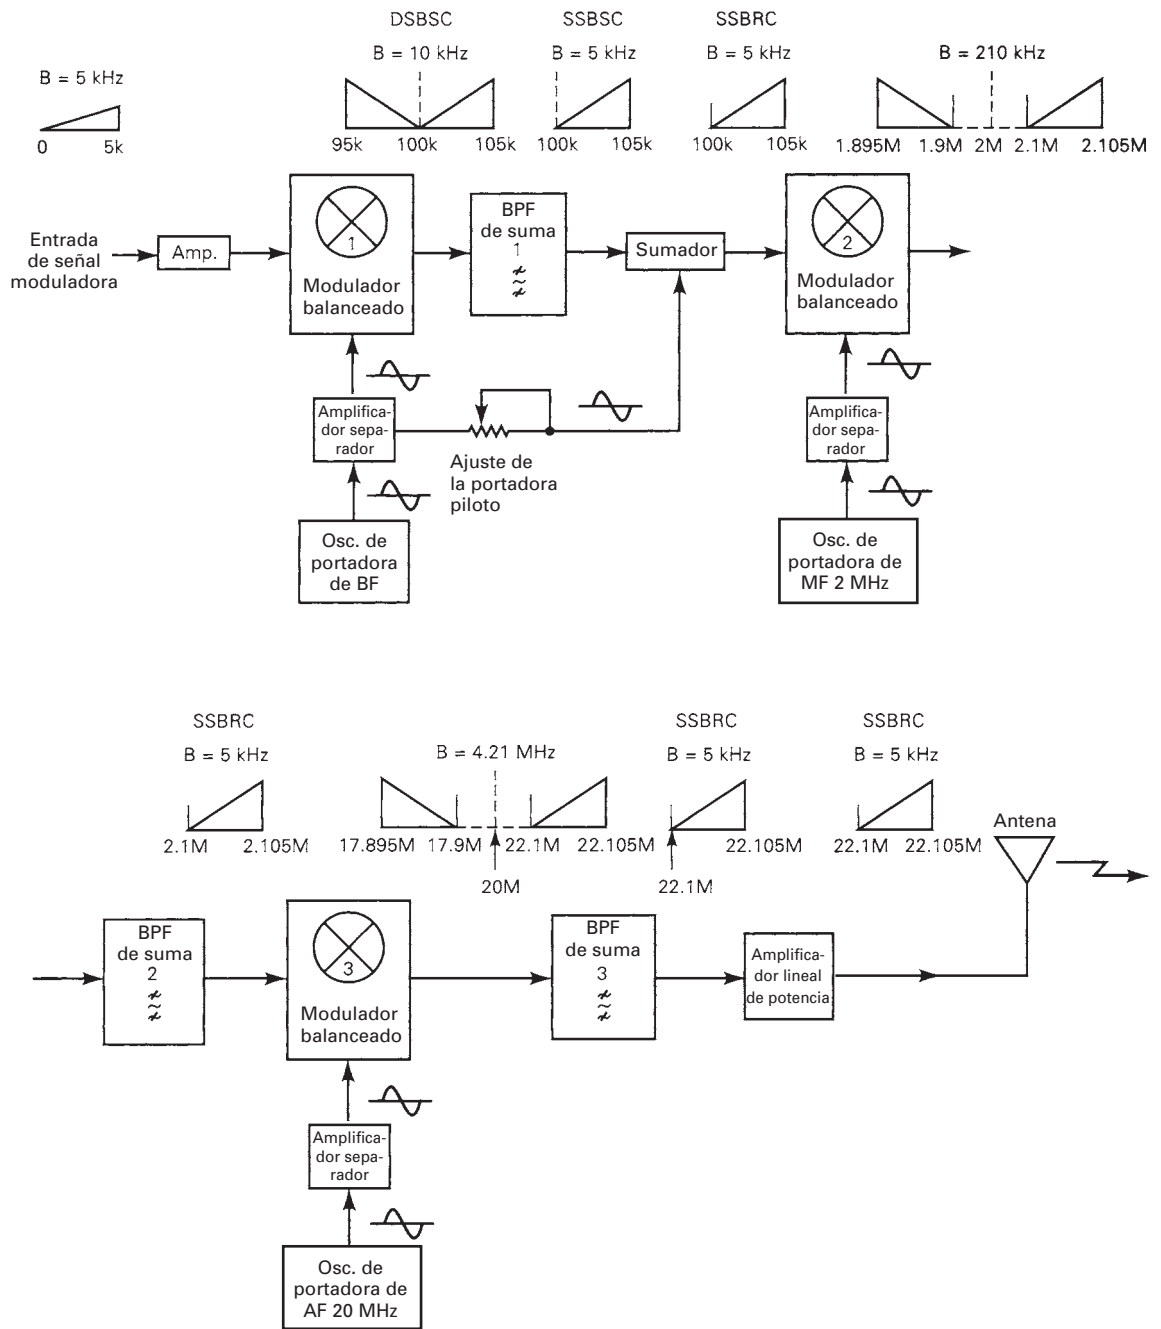 DSBSC
SSBSC
SSBRC
B = 5 kHz
B = 10 kHz
B = 5 kHz
B = 5 kHz
B = 210 kHz
0
5k
95k
100k
105k
100k
105k
100k
105k
1.895M
1.9M
2M
2.1M
2.105M
Entrada
de señal
moduladora
Amp.
1
Modulador
balanceado
BPF
de suma
1
Sumador
2
Modulador
balanceado
Amplifica-
dor sepa-
rador
Ajuste de
la portadora
piloto
Amplifica-
dor sepa-
rador
Osc. de
portadora
de BF
Osc. de
portadora de
MF 2 MHz
SSBRC
SSBRC
SSBRC
B = 5 kHz
B = 4.21 MHz
B = 5 kHz
B = 5 kHz
2.1M
2.105M
17.895M
17.9M
22.1M
22.105M
20M
22.105M
22.1M
22.1M
22.105M
Antena
BPF
de suma
2
3
Modulador
balanceado
BPF
de suma
3
Amplifica-
dor lineal
de potencia
Amplifica-
dor sepa-
rador
Osc. de
portadora de
AF 20 MHz